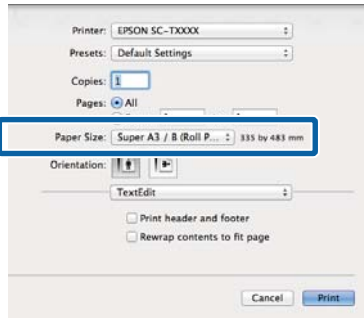 Printer: EPSON SC-TXXXX
Presets: Default Settings
Copies: 1
Pages: All
Paper Size: Super A3 / B (Roll P... 335 by 483 mm
Orientation:
TextEdit
Print header and footer
Rewrap contents to fit page
Cancel Print